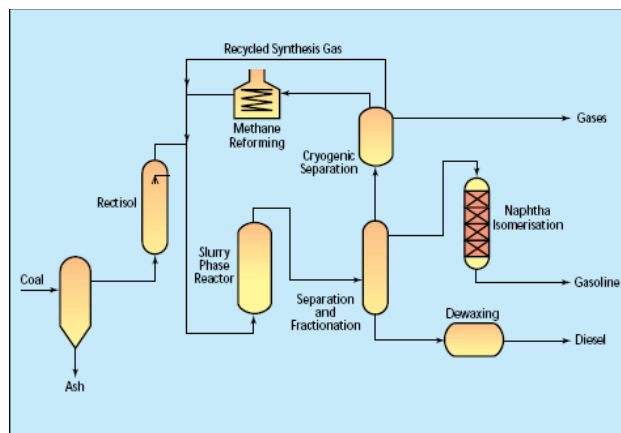 Recycled Synthesis Gas
Methane
Reforming
Cryogenic
Separation
Gases
Rectisol
Naphtha
Isomerisation
Slurry
Phase
Reactor
Coal
Separation
and
Fractionation
Gasoline
Dewaxing
Diesel
Ash